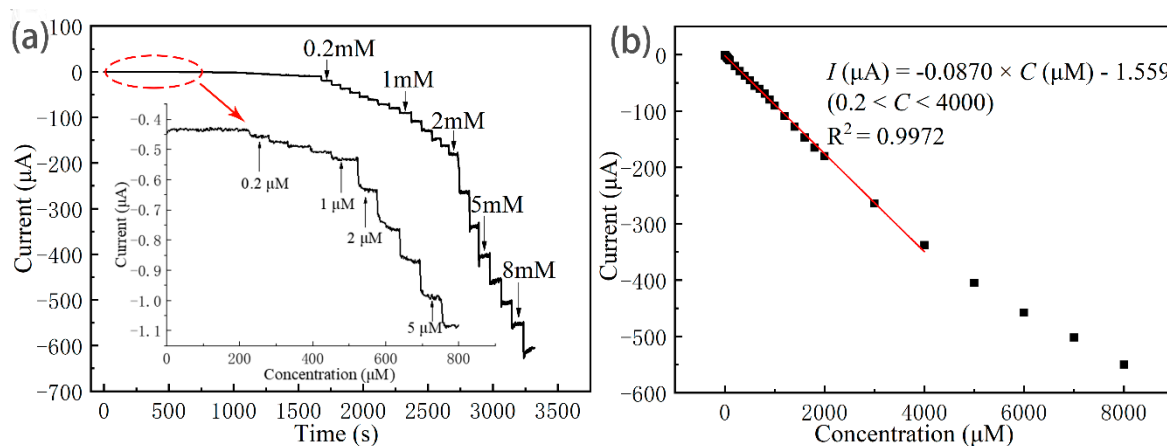 (a)
100
0
−100
−200
−300
−400
−500
−600
−700
Current (μA)
0
500
1000
1500
2000
2500
3000
3500
Time (s)
0.2mM
1mM
2mM
5mM
8mM
−0.4
−0.5
−0.6
−0.7
−0.8
−0.9
−1.0
−1.1
Current (μA)
0
200
400
600
800
Concentration (μM)
0.2 μM
1 μM
2 μM
5 μM
(b)
0
−100
−200
−300
−400
−500
−600
Current (μA)
0
2000
4000
6000
8000
Concentration (μM)
I (μA) = -0.0870 × C (μM) - 1.559
(0.2 < C < 4000)
R² = 0.9972